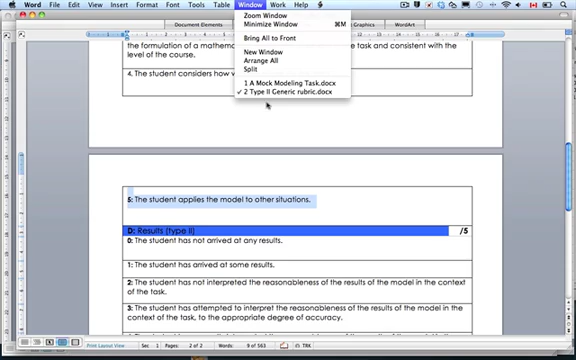 Word File Edit View Insert Format Font Tools Table Window Work Help
Document Elements
Graphics
WordArt
Zoom Window
Minimize Window ⌘M
Bring All to Front
New Window
Arrange All
Split
1 A Mock Modeling Task.docx
✓ 2 Type II Generic rubric.docx
the formulation of a mathema
e task and consistent with the
level of the course.
4. The student considers how v
5: The student applies the model to other situations.
D: Results (type II) /5
0: The student has not arrived at any results.
1: The student has arrived at some results.
2: The student has not interpreted the reasonableness of the results of the model in the context
of the task.
3: The student has attempted to interpret the reasonableness of the results of the model in the
context of the task, to the appropriate degree of accuracy.
Print Layout View Sec 1 Pages: 2 of 2 Words: 9 of 563 TRK